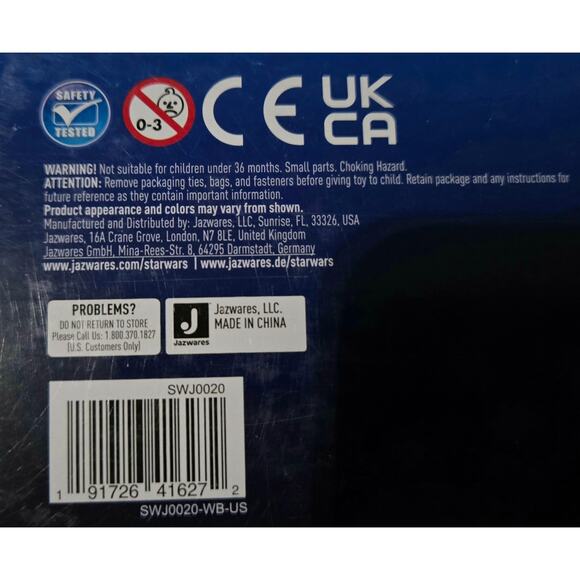 SAFETY
TESTED
0-3
CE
UK
CA
WARNING! Not suitable for children under 36 months. Small parts. Choking Hazard.
ATTENTION: Remove packaging ties, bags, and fasteners before giving toy to child. Retain package and any instructions for
future reference as they contain important information.
Product appearance and colors may vary from shown.
Manufactured and Distributed by: Jazwares, LLC, Sunrise, FL, 33326, USA
Jazwares, 16A Crane Grove, London, N7 8LE, United Kingdom
Jazwares GmbH, Mina-Rees-Str. 8, 64295 Darmstadt, Germany
www.jazwares.com/starwars | www.jazwares.de/starwars
PROBLEMS?
DO NOT RETURN TO STORE
Please Call Us: 1.800.370.1827
(U.S. Customers Only)
J
Jazwares
Jazwares, LLC.
MADE IN CHINA
SWJ0020
1 91726 41627 2
SWJ0020-WB-US